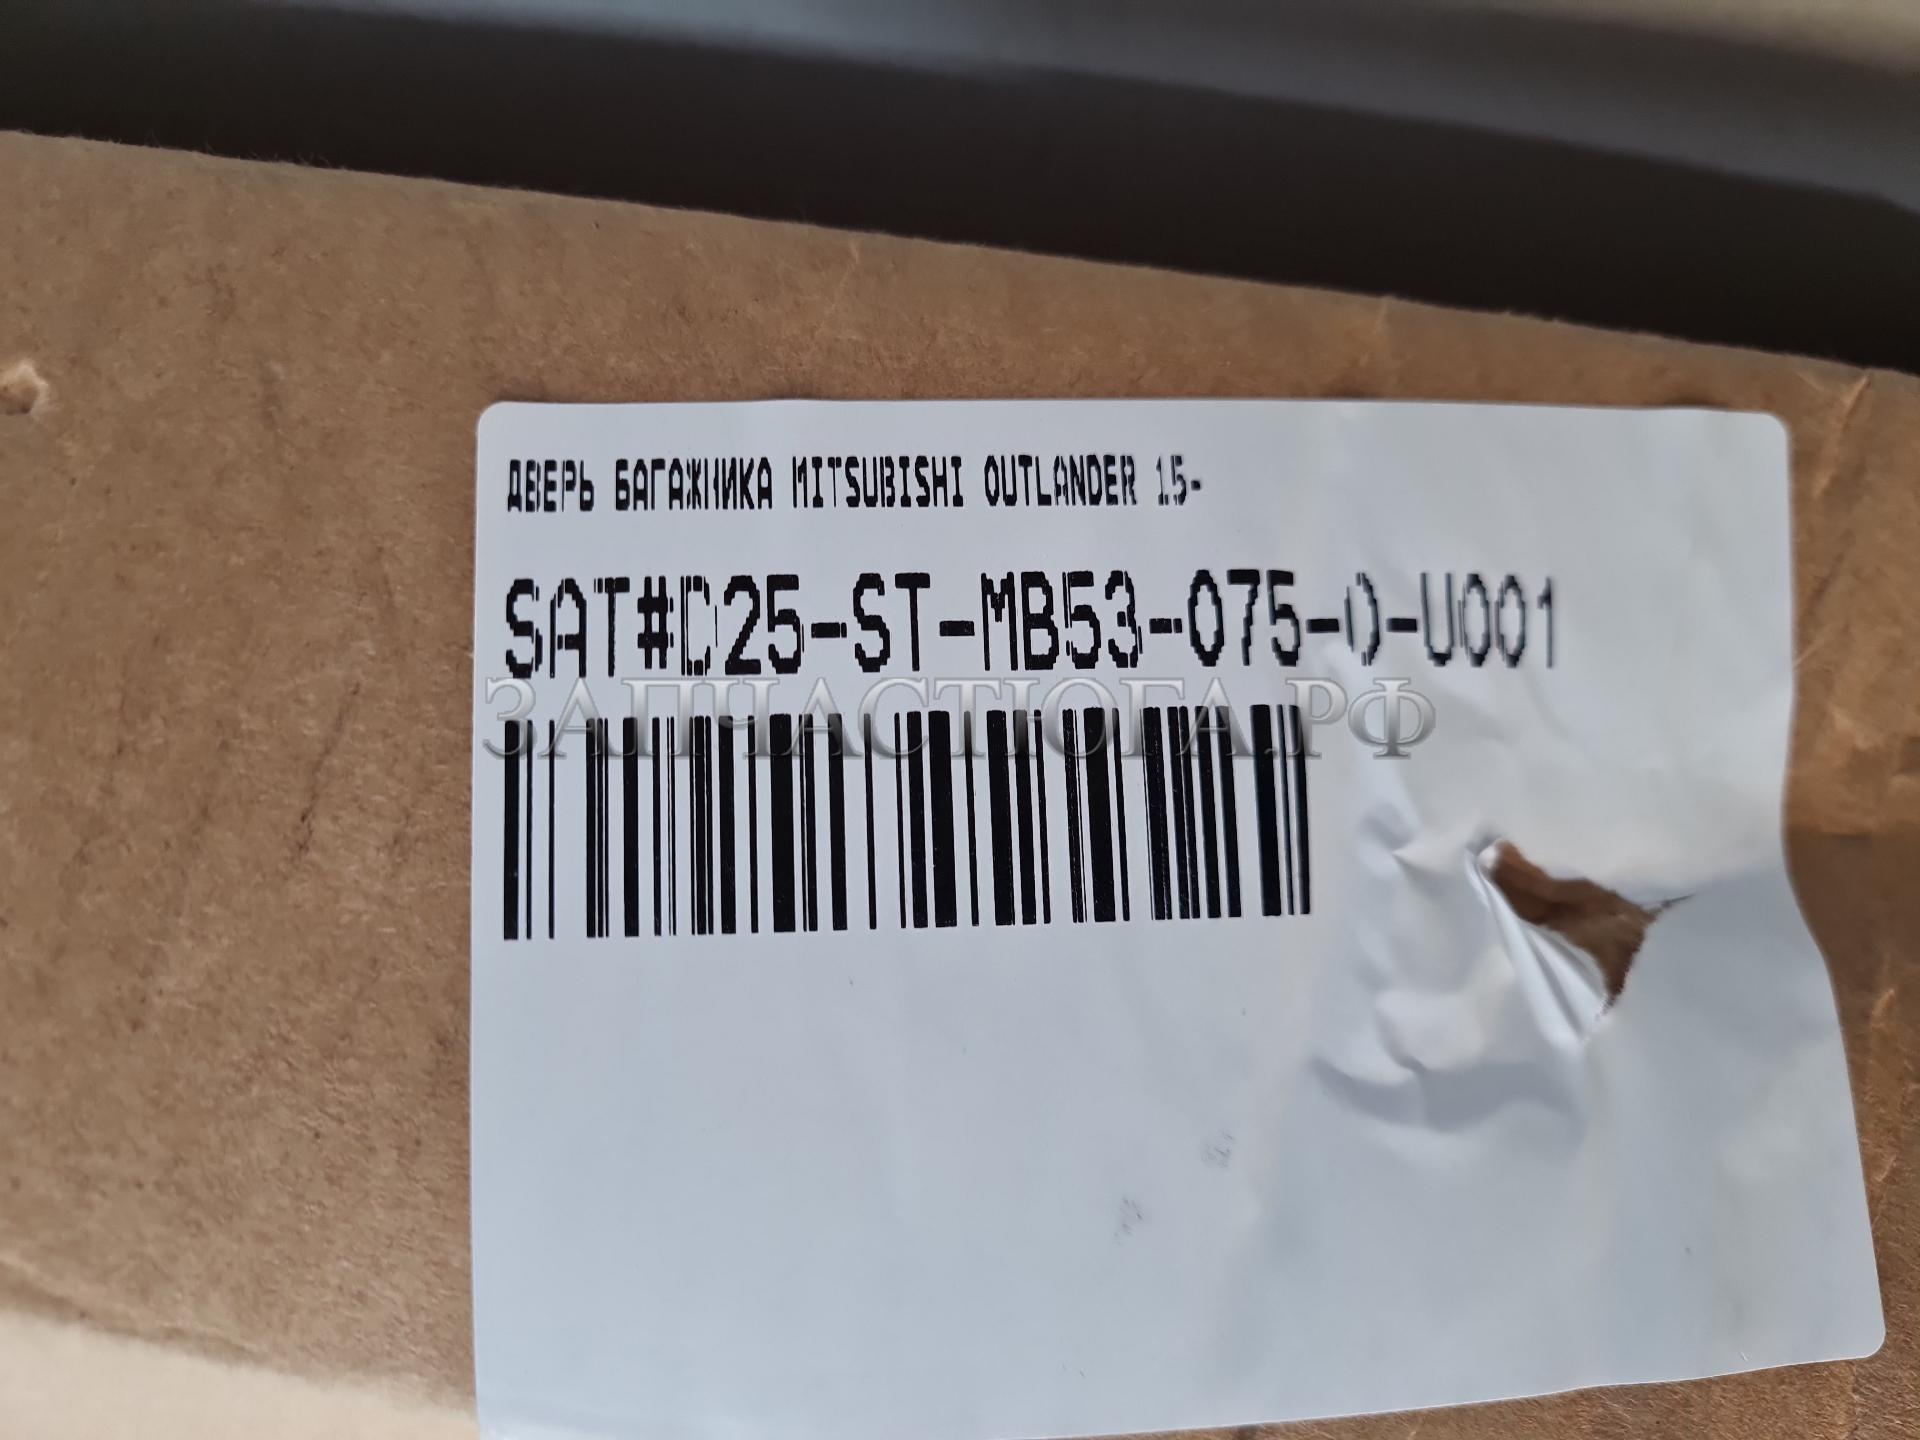 ДВЕРЬ БАГАЖНИКА MITSUBISHI OUTLANDER 15-
SAT#D25-ST-MB53-075-0-U001
ЗАПЧАСТЮГА.РФ